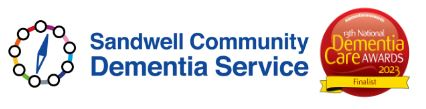 Sandwell Community
Dementia Service
13th National
Dementia
Care AWARDS
2023
Finalist